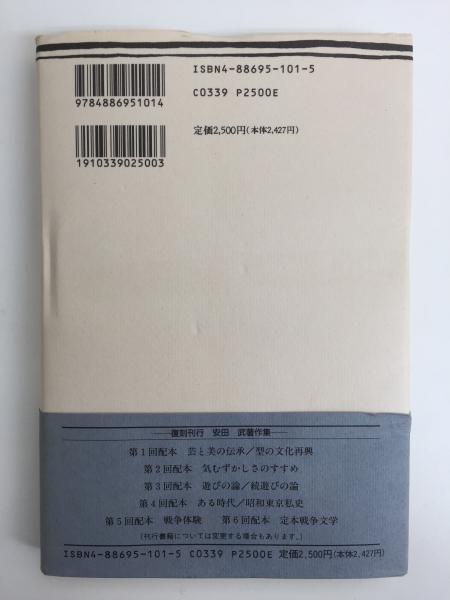 ISBN4-88695-101-5
C0339 P2500E
9784886951014
定価2,500円(本体2,427円)
1910339025003
復刻刊行 安田 武著作集
第1回配本 芸と美の伝承/型の文化再興
第2回配本 気むずかしさのすすめ
第3回配本 遊びの論/続遊びの論
第4回配本 ある時代/昭和東京私史
第5回配本 戦争体験 第6回配本 定本戦争文学
(刊行書籍については変更する場合もあります。)
ISBN4-88695-101-5 C0339 P2500E 定価2,500円(本体2,427円)